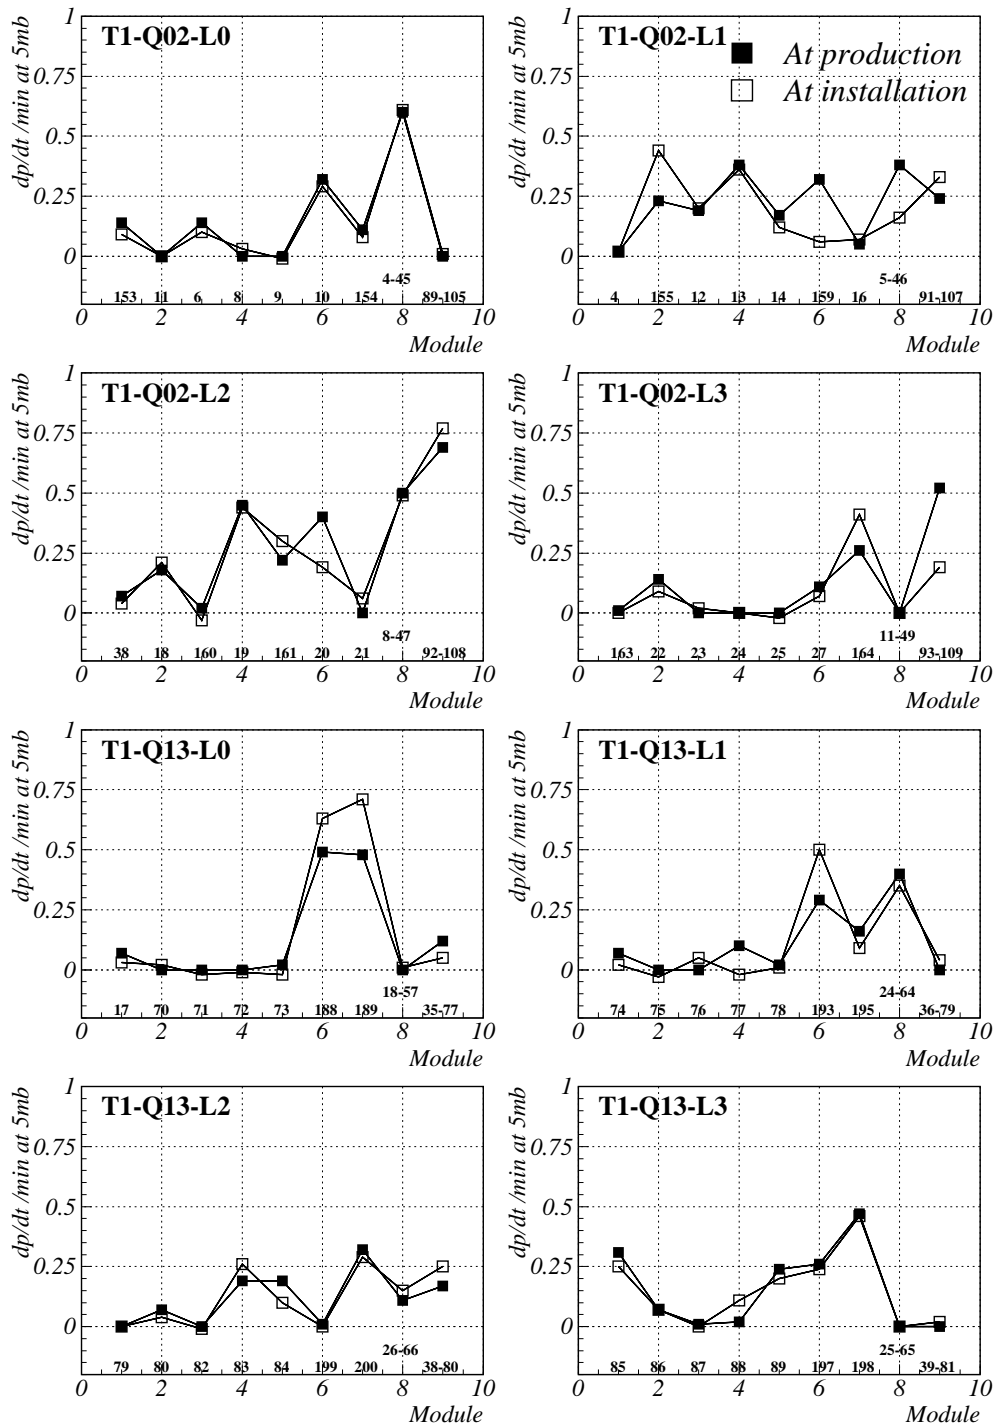 T1-Q02-L0
dp/dt /min at 5mb
1
0.75
0.5
0.25
0
4-45
153 11 6 8 9 10 154 89-105
0 2 4 6 8 10
Module
T1-Q02-L1
At production
At installation
dp/dt /min at 5mb
1
0.75
0.5
0.25
0
5-46
4 155 12 13 14 159 16 91-107
0 2 4 6 8 10
Module
T1-Q02-L2
dp/dt /min at 5mb
1
0.75
0.5
0.25
0
8-47
38 18 160 19 161 20 21 92-108
0 2 4 6 8 10
Module
T1-Q02-L3
dp/dt /min at 5mb
1
0.75
0.5
0.25
0
11-49
163 22 23 24 25 27 164 93-109
0 2 4 6 8 10
Module
T1-Q13-L0
dp/dt /min at 5mb
1
0.75
0.5
0.25
0
18-57
17 70 71 72 73 188 189 35-77
0 2 4 6 8 10
Module
T1-Q13-L1
dp/dt /min at 5mb
1
0.75
0.5
0.25
0
24-64
74 75 76 77 78 193 195 36-79
0 2 4 6 8 10
Module
T1-Q13-L2
dp/dt /min at 5mb
1
0.75
0.5
0.25
0
26-66
79 80 82 83 84 199 200 38-80
0 2 4 6 8 10
Module
T1-Q13-L3
dp/dt /min at 5mb
1
0.75
0.5
0.25
0
25-65
85 86 87 88 89 197 198 39-81
0 2 4 6 8 10
Module